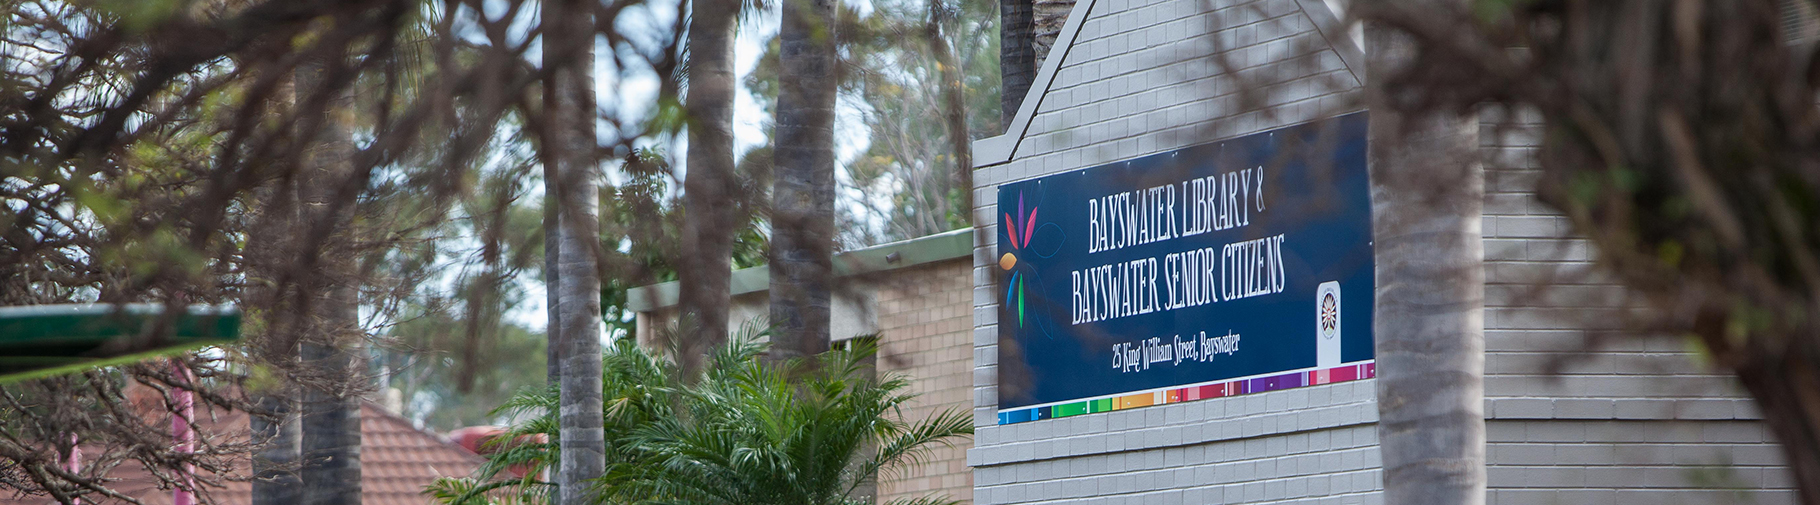 BAYSWATER LIBRARY &
BAYSWATER SENIOR CITIZENS
25 King William Street, Bayswater